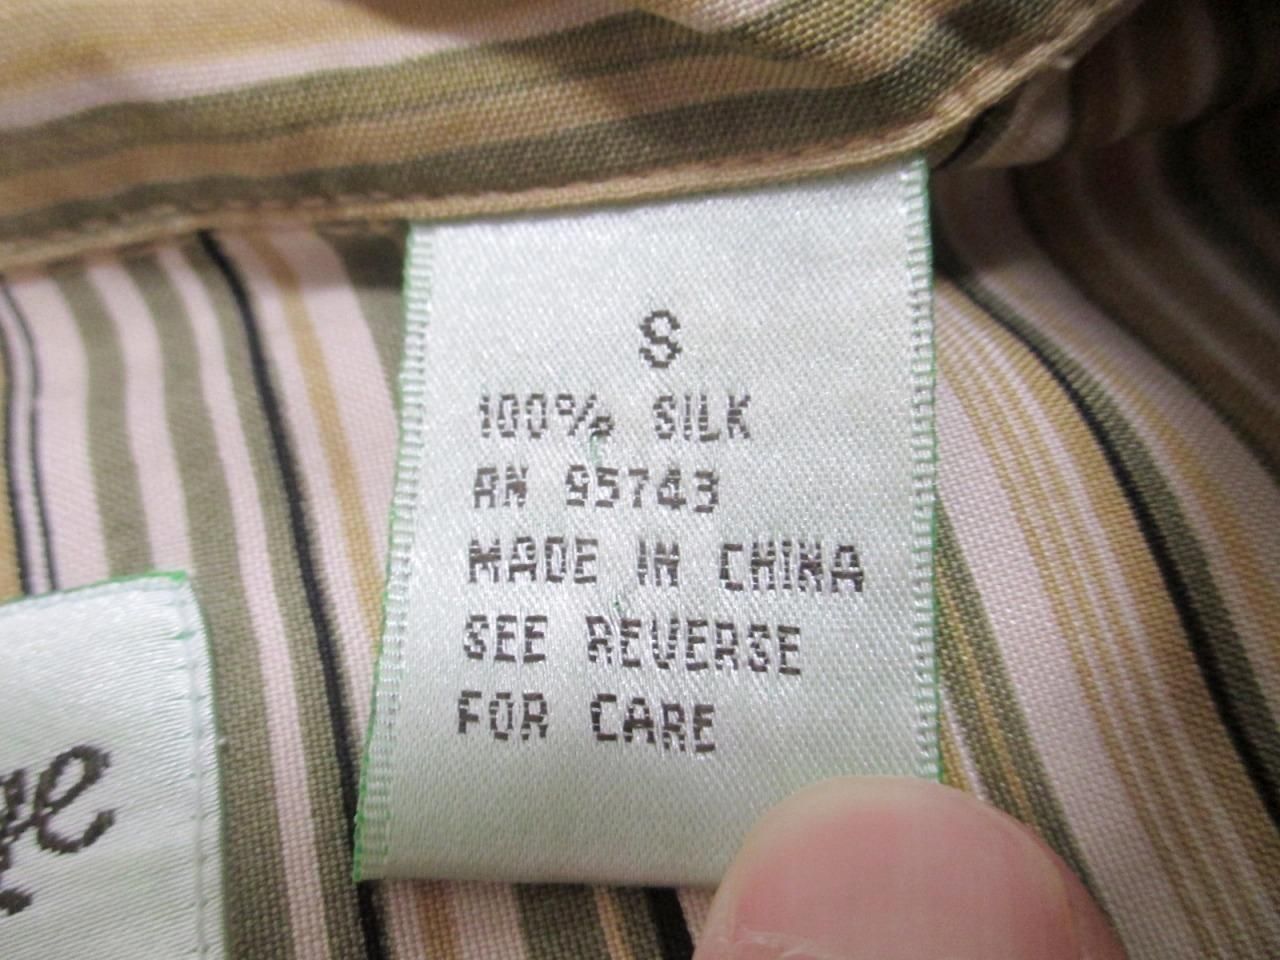 S
100% SILK
RN 95743
MADE IN CHINA
SEE REVERSE
FOR CARE